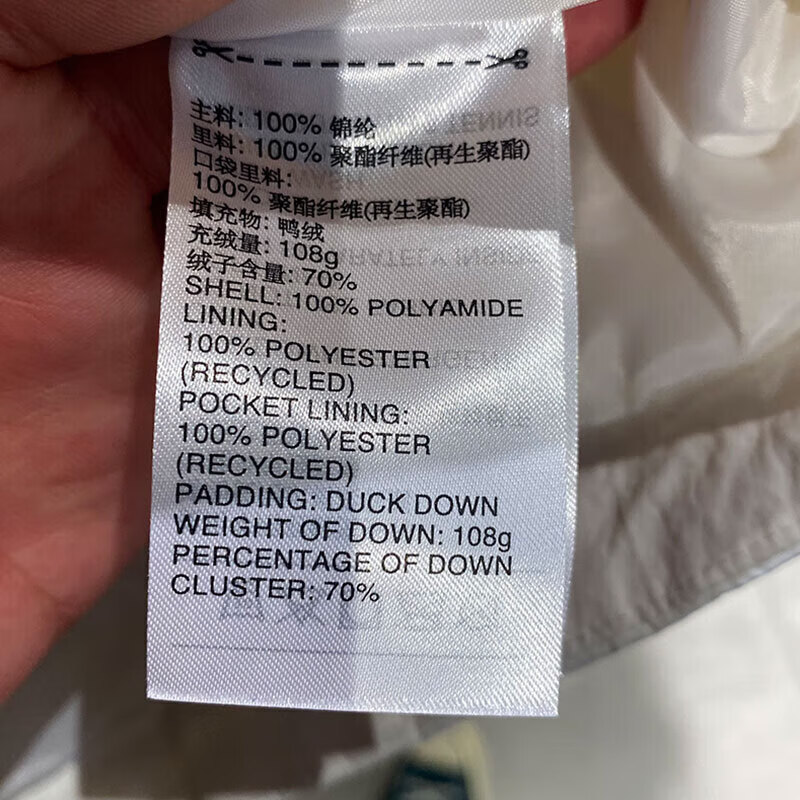 主料: 100% 锦纶
里料: 100% 聚酯纤维(再生聚酯)
口袋里料:
100% 聚酯纤维(再生聚酯)
填充物: 鸭绒
充绒量: 108g
绒子含量: 70%
SHELL: 100% POLYAMIDE
LINING:
100% POLYESTER
(RECYCLED)
POCKET LINING:
100% POLYESTER
(RECYCLED)
PADDING: DUCK DOWN
WEIGHT OF DOWN: 108g
PERCENTAGE OF DOWN
CLUSTER: 70%